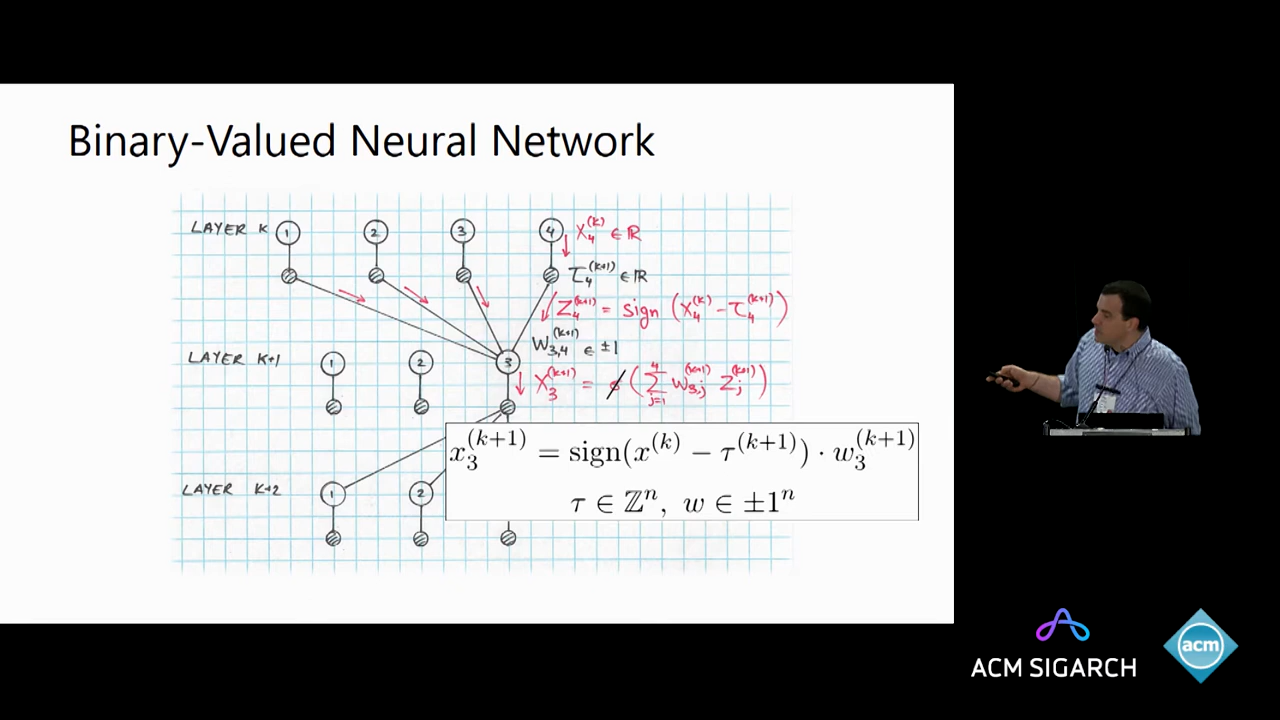 Binary-Valued Neural Network
LAYER K 1 2 3 4 X₄^(k) ∈ ℝ
τ₄^(k+1) ∈ ℝ
Z₄^(k+1) = sign (X₄^(k) - τ₄^(k+1))
W₃,₄^(k+1) ∈ ±1
LAYER K+1 1 2 3 X₃^(k+1) = ϕ (∑_{j=1}^{4} W₃,j^(k+1) Z_j^(k+1))
x₃^(k+1) = sign(x^(k) − τ^(k+1)) · w₃^(k+1)
τ ∈ ℤⁿ, w ∈ ±1ⁿ
LAYER K+2 1 2
ACM SIGARCH
acm